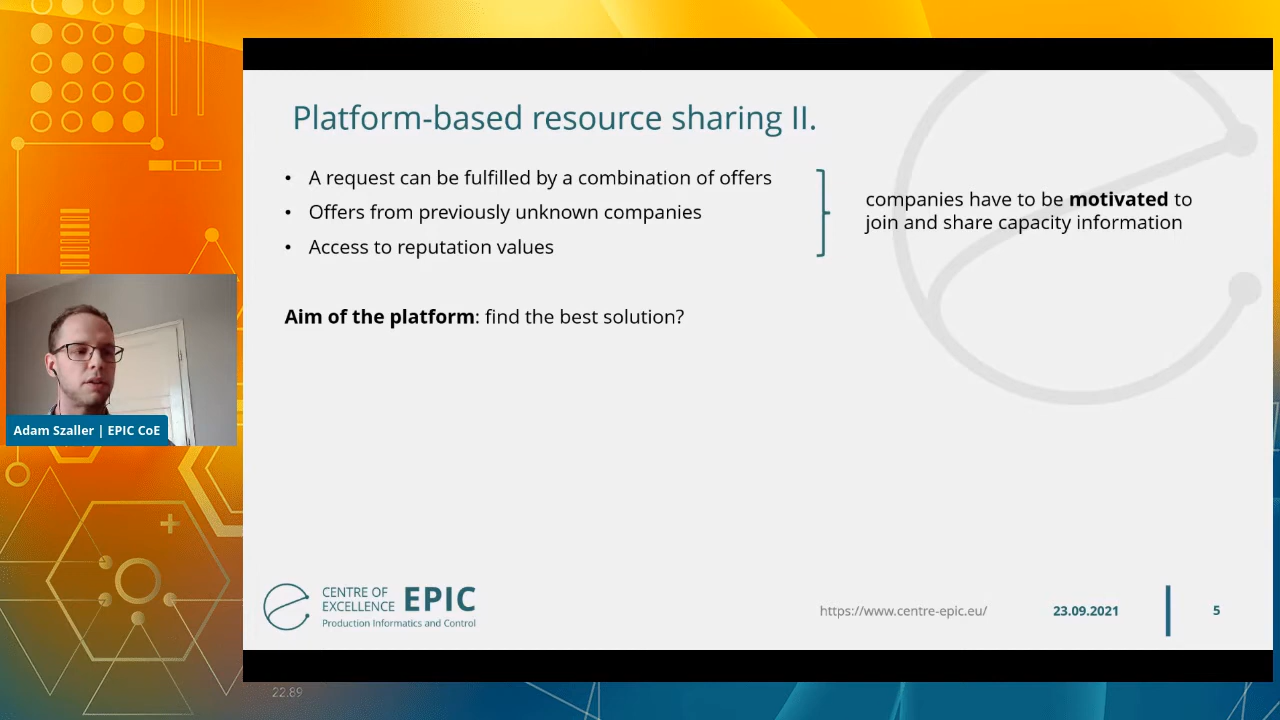 Platform-based resource sharing II.
• A request can be fulfilled by a combination of offers
• Offers from previously unknown companies
• Access to reputation values
companies have to be motivated to
join and share capacity information
Aim of the platform: find the best solution?
Adam Szaller | EPIC CoE
CENTRE OF
EXCELLENCE EPIC
Production Informatics and Control
https://www.centre-epic.eu/
23.09.2021
5
22.89